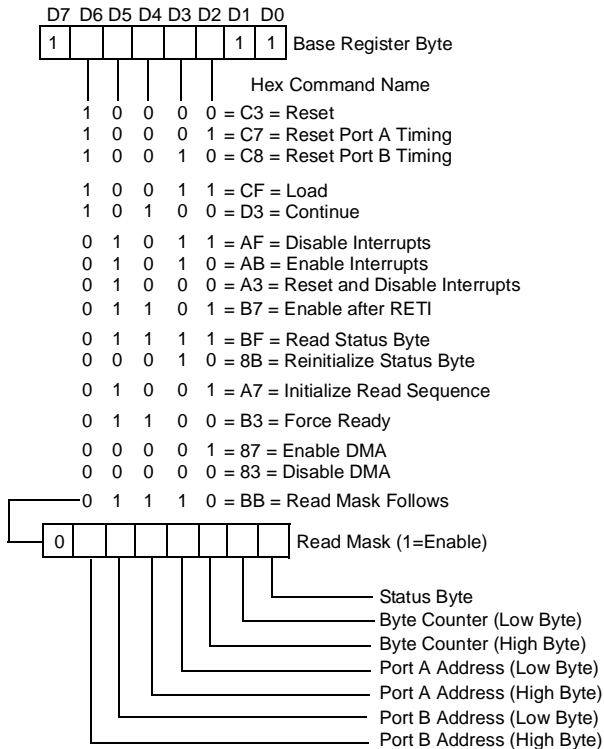 D7 D6 D5 D4 D3 D2 D1 D0
1 1 1 Base Register Byte
Hex Command Name
1 0 0 0 0 = C3 = Reset
1 0 0 0 1 = C7 = Reset Port A Timing
1 0 0 1 0 = C8 = Reset Port B Timing
1 0 0 1 1 = CF = Load
1 0 1 0 0 = D3 = Continue
0 1 0 1 1 = AF = Disable Interrupts
0 1 0 1 0 = AB = Enable Interrupts
0 1 0 0 0 = A3 = Reset and Disable Interrupts
0 1 1 0 1 = B7 = Enable after RETI
0 1 1 1 1 = BF = Read Status Byte
0 0 0 1 0 = 8B = Reinitialize Status Byte
0 1 0 0 1 = A7 = Initialize Read Sequence
0 1 1 0 0 = B3 = Force Ready
0 0 0 0 1 = 87 = Enable DMA
0 0 0 0 0 = 83 = Disable DMA
0 1 1 1 0 = BB = Read Mask Follows
0 Read Mask (1=Enable)
Status Byte
Byte Counter (Low Byte)
Byte Counter (High Byte)
Port A Address (Low Byte)
Port A Address (High Byte)
Port B Address (Low Byte)
Port B Address (High Byte)